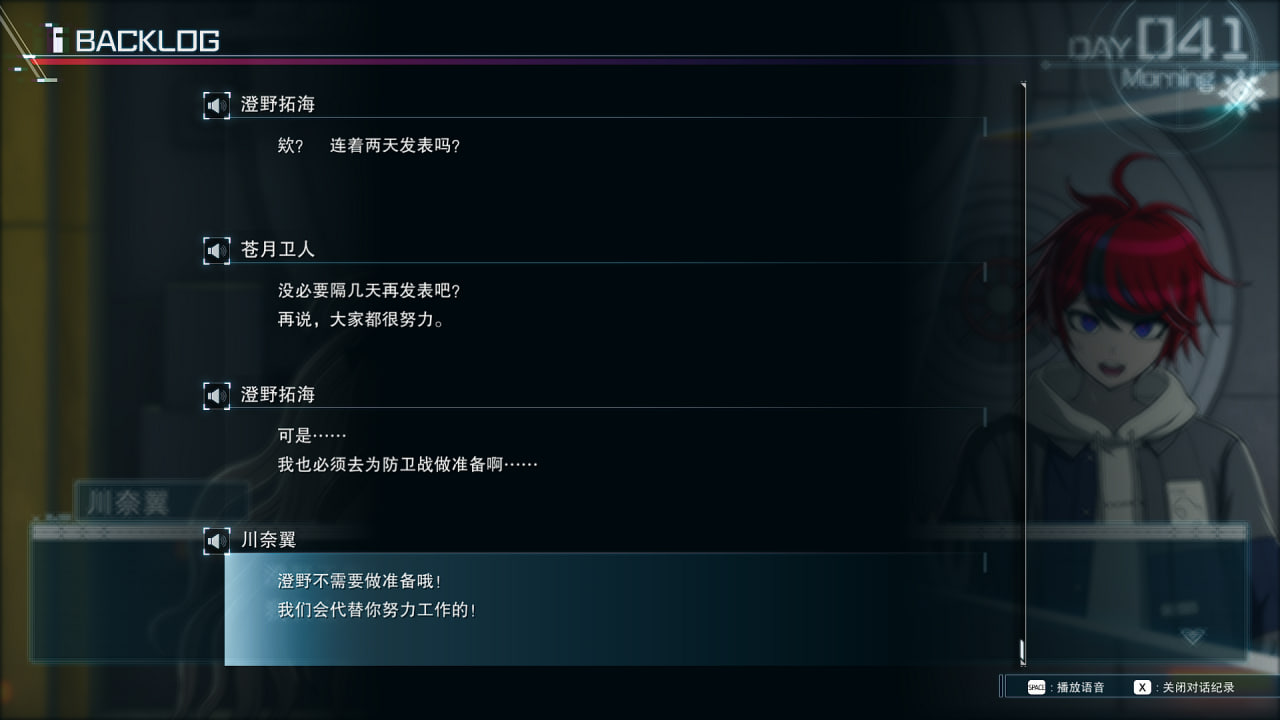 BACKLOG
DAY 041
Morning
澄野拓海
欸？ 连着两天发表吗？
苍月卫人
没必要隔几天再发表吧？
再说，大家都很努力。
澄野拓海
可是……
我也必须去为防卫战做准备啊……
川奈翼
川奈翼
澄野不需要做准备哦！
我们会代替你努力工作的！
SPACE：播放语音
X：关闭对话纪录